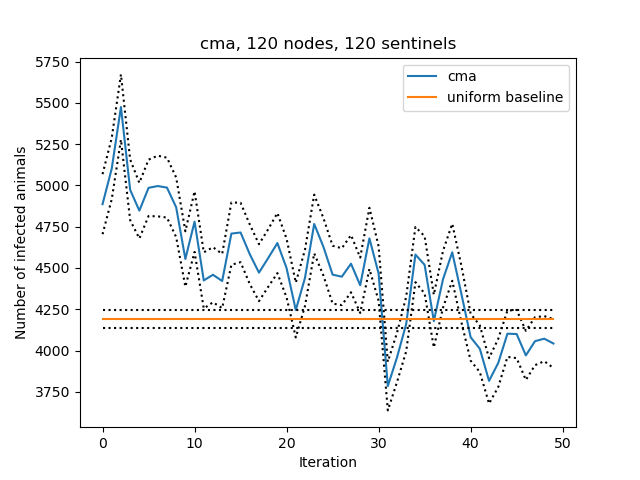 cma, 120 nodes, 120 sentinels
cma
uniform baseline
Number of infected animals
5750
5500
5250
5000
4750
4500
4250
4000
3750
0 10 20 30 40 50
Iteration